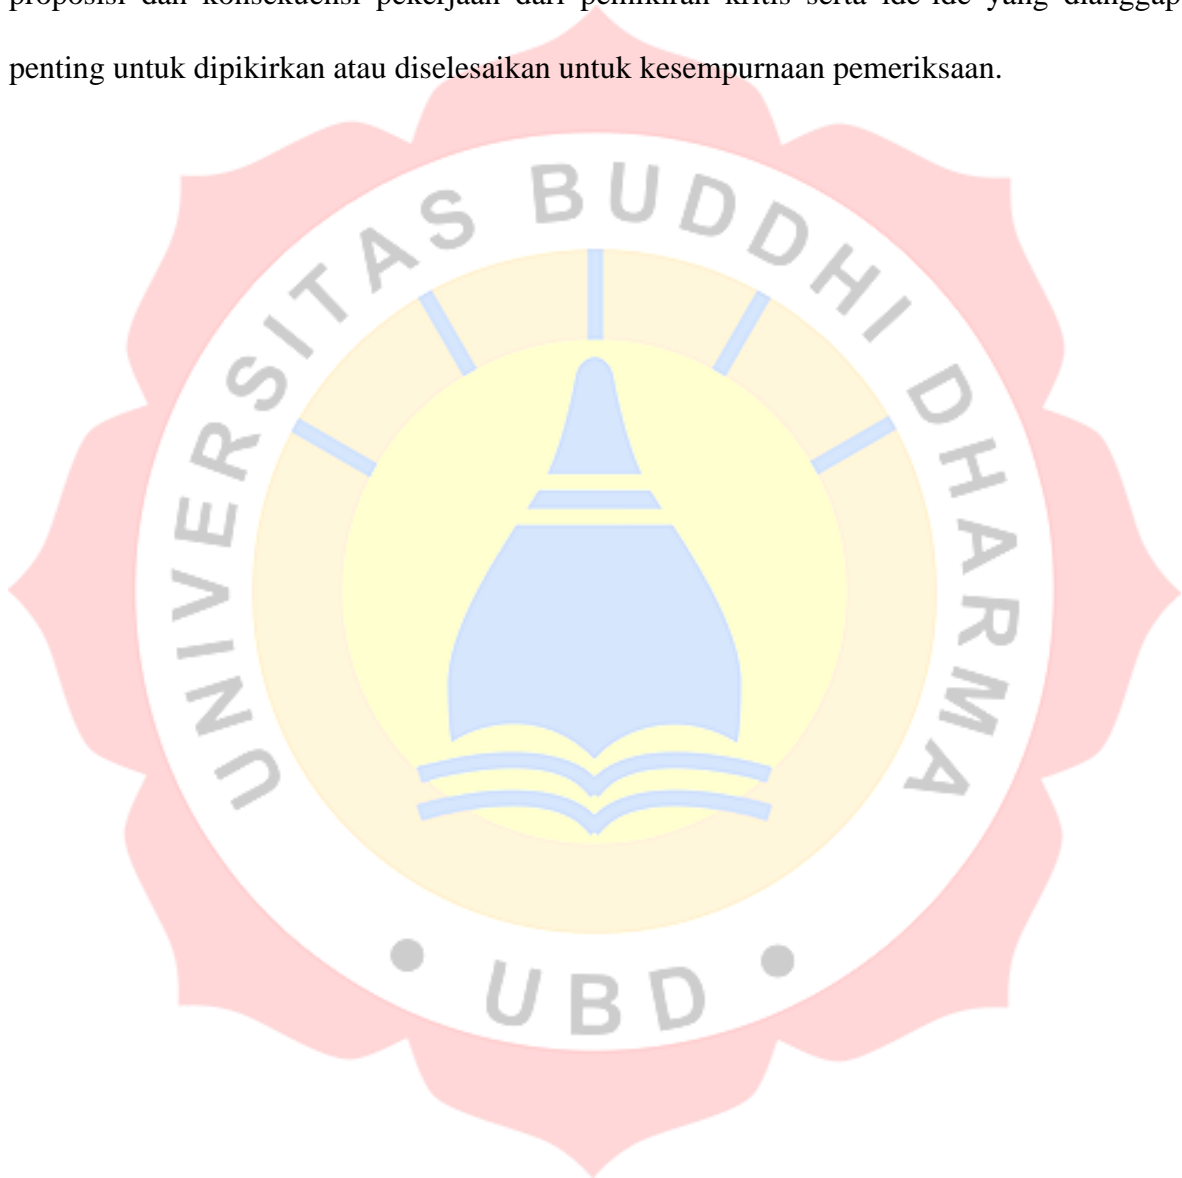 proposisi dan konsekuensi pekerjaan dari pemikiran kritis serta ide-ide yang dianggap
penting untuk dipikirkan atau diselesaikan untuk kesempurnaan pemeriksaan.
UNIVERSITAS BUDDHI DHARMA
• UBD •